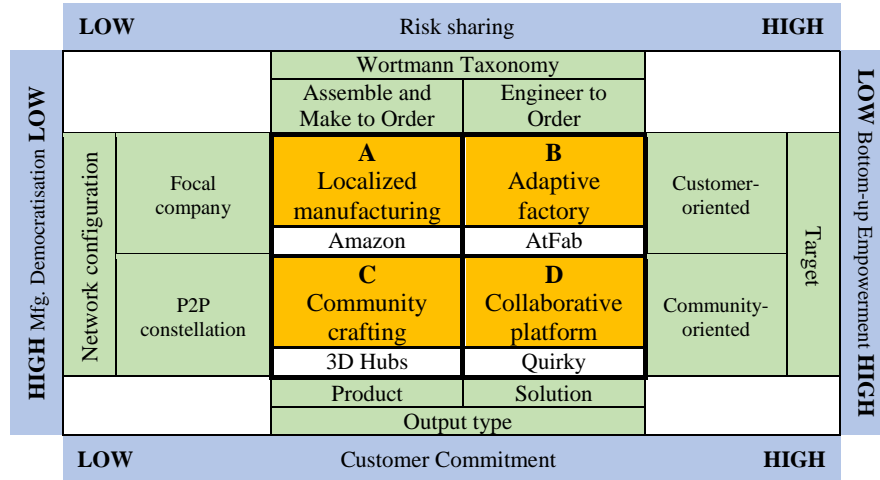 LOW Risk sharing HIGH
Wortmann Taxonomy
Assemble and
Make to Order
Engineer to
Order
HIGH Mfg. Democratisation LOW
Network configuration
Focal
company
A
Localized
manufacturing
Amazon
B
Adaptive
factory
AtFab
Customer-
oriented
Target
LOW Bottom-up Empowerment HIGH
P2P
constellation
C
Community
crafting
3D Hubs
D
Collaborative
platform
Quirky
Community-
oriented
Product
Solution
Output type
LOW Customer Commitment HIGH